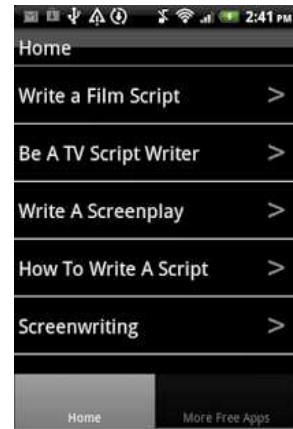 2:41 PM
Home
Write a Film Script >
Be A TV Script Writer >
Write A Screenplay >
How To Write A Script >
Screenwriting >
Home More Free Apps